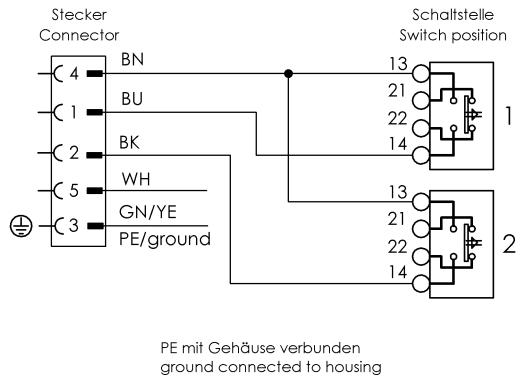 Stecker
Connector
Schaltstelle
Switch position
4
BN
1
BU
2
BK
5
WH
3
GN/YE
PE/ground
13
21
22
14
1
13
21
22
14
2
PE mit Gehäuse verbunden
ground connected to housing